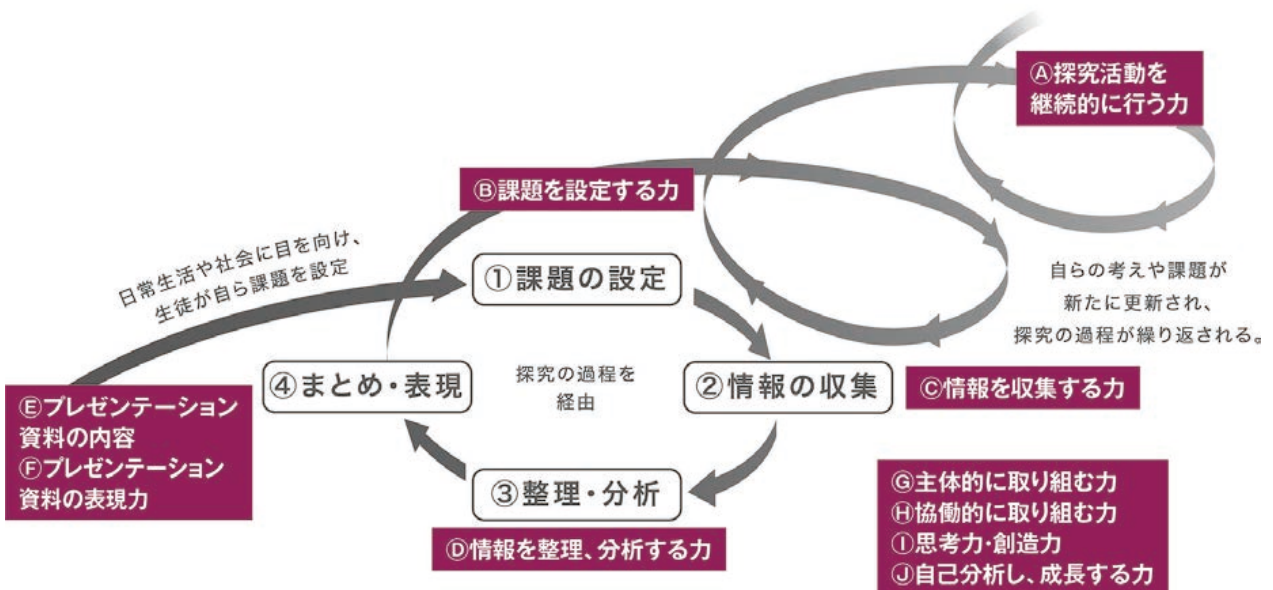 Ⓐ探究活動を
継続的に行う力
Ⓑ課題を設定する力
日常生活や社会に目を向け、
生徒が自ら課題を設定
①課題の設定
自らの考えや課題が
新たに更新され、
探究の過程が繰り返される。
④まとめ・表現
探究の過程を
経由
②情報の収集
Ⓒ情報を収集する力
Ⓔプレゼンテーション
資料の内容
Ⓕプレゼンテーション
資料の表現力
③整理・分析
Ⓓ情報を整理、分析する力
Ⓖ主体的に取り組む力
Ⓗ協働的に取り組む力
Ⓘ思考力・創造力
Ⓙ自己分析し、成長する力